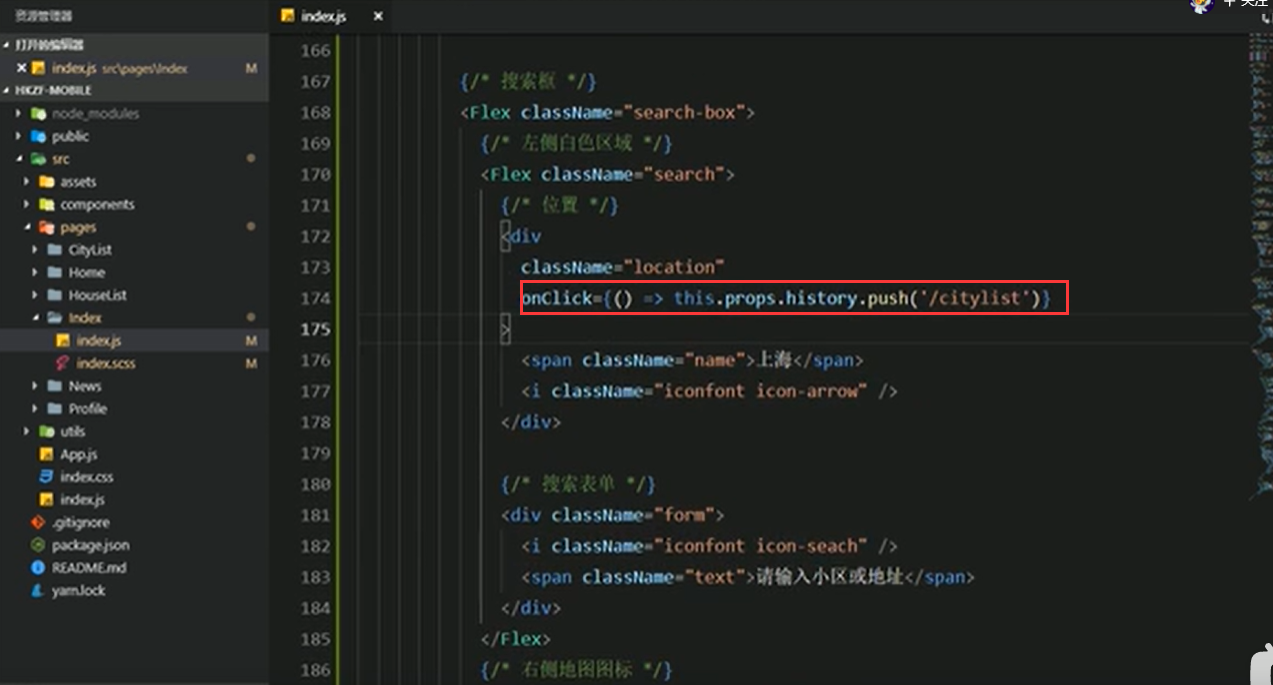 资源管理器
打开的编辑器
index.js src\pages\Index M
HKZF-MOBILE
node_modules
public
src
assets
components
pages
CityList
Home
HouseList
Index
index.js M
index.scss M
News
Profile
utils
App.js
index.css
index.js
.gitignore
package.json
README.md
yarn.lock
index.js
+ 关注
166
167 {/* 搜索框 */}
168 <Flex className="search-box">
169 {/* 左侧白色区域 */}
170 <Flex className="search">
171 {/* 位置 */}
172 <div
173 className="location"
174 onClick={() => this.props.history.push('/citylist')}
175 >
176 <span className="name">上海</span>
177 <i className="iconfont icon-arrow" />
178 </div>
179
180 {/* 搜索表单 */}
181 <div className="form">
182 <i className="iconfont icon-seach" />
183 <span className="text">请输入小区或地址</span>
184 </div>
185 </Flex>
186 {/* 右侧地图图标 */}